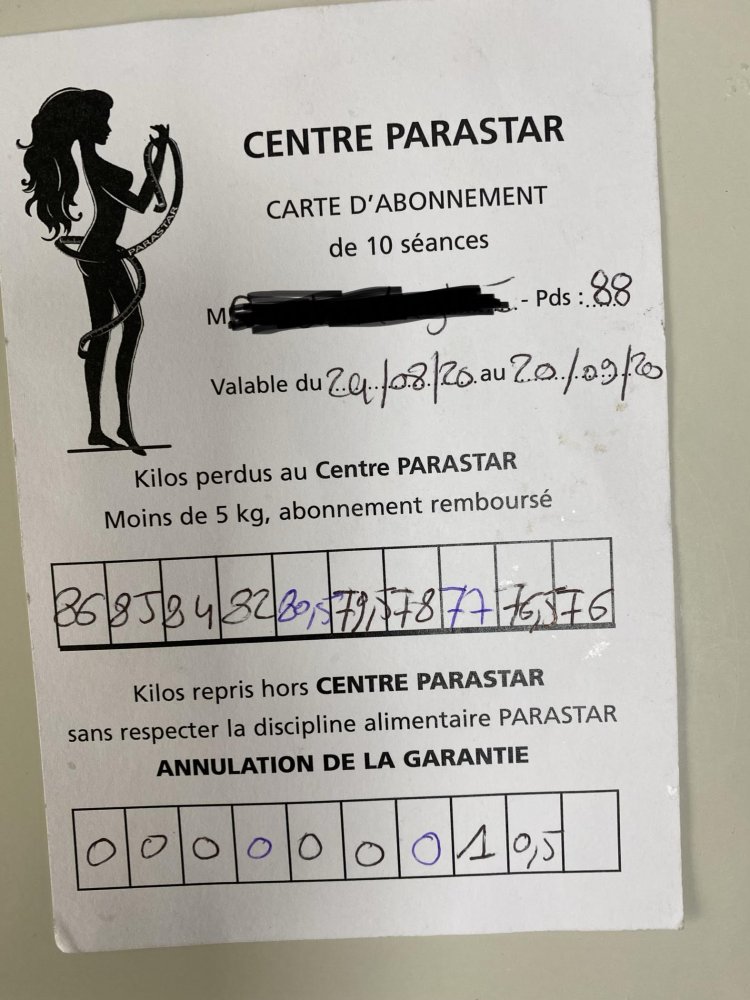 CENTRE PARASTAR
CARTE D'ABONNEMENT
de 10 séances
PARASTAR
M - Pds : 88
Valable du 29/08/20 au 20/09/20
Kilos perdus au Centre PARASTAR
Moins de 5 kg, abonnement remboursé
86 85 84 82 80,5 79,5 78 77 76,5 76
Kilos repris hors CENTRE PARASTAR
sans respecter la discipline alimentaire PARASTAR
ANNULATION DE LA GARANTIE
0 0 0 0 0 0 0 1 0,5